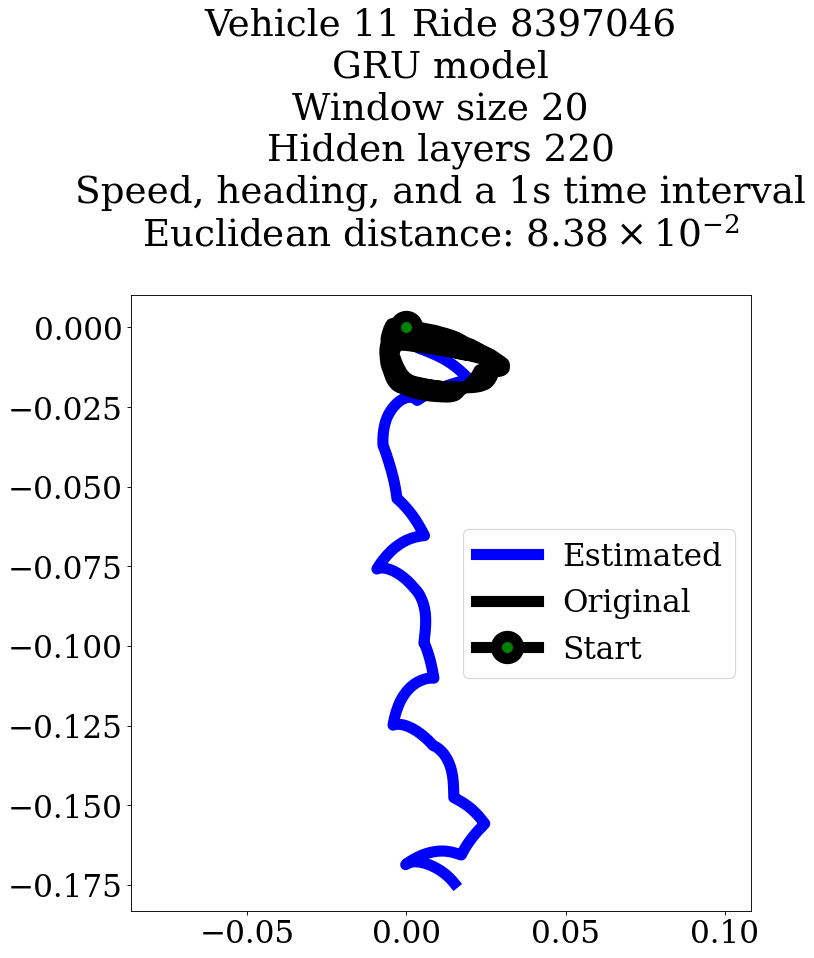 Vehicle 11 Ride 8397046
GRU model
Window size 20
Hidden layers 220
Speed, heading, and a 1s time interval
Euclidean distance: 8.38 × 10⁻²
0.000
−0.025
−0.050
−0.075
−0.100
−0.125
−0.150
−0.175
Estimated
Original
Start
−0.05 0.00 0.05 0.10